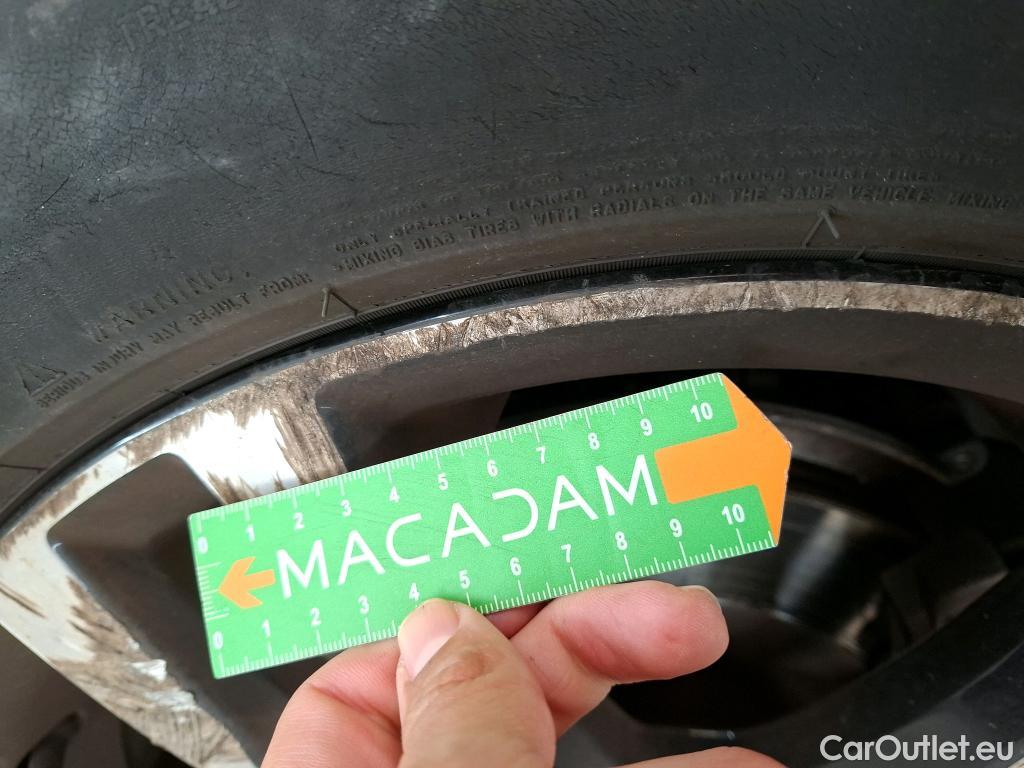 ONLY SPECIALLY TRAINED PERSONS SHOULD MOUNT TIRES
•MIXING BIAS TIRES WITH RADIALS ON THE SAME VEHICLE. MIXING
WARNING:
SERIOUS INJURY MAY RESULT FROM:
0 1 2 3 4 5 6 7 8 9 10
MACADAM
0 1 2 3 4 5 6 7 8 9 10
CarOutlet.eu